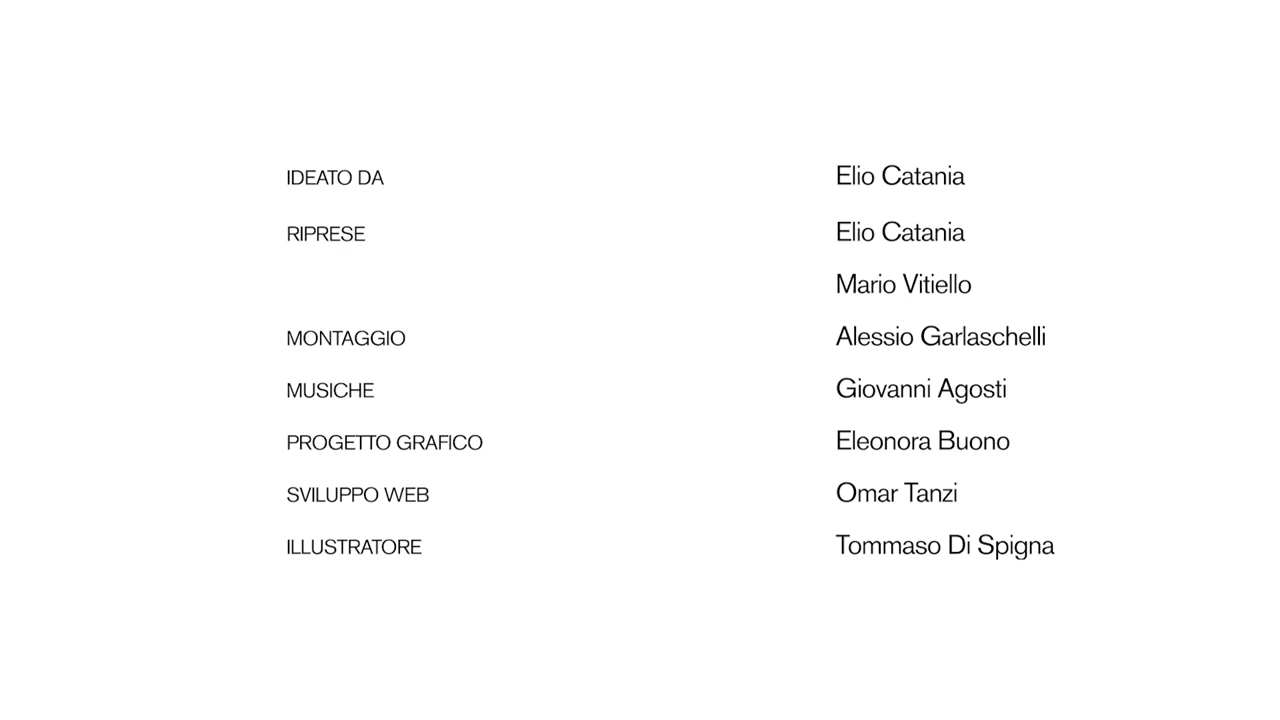 IDEATO DA Elio Catania
RIPRESE Elio Catania
Mario Vitiello
MONTAGGIO Alessio Garlaschelli
MUSICHE Giovanni Agosti
PROGETTO GRAFICO Eleonora Buono
SVILUPPO WEB Omar Tanzi
ILLUSTRATORE Tommaso Di Spigna